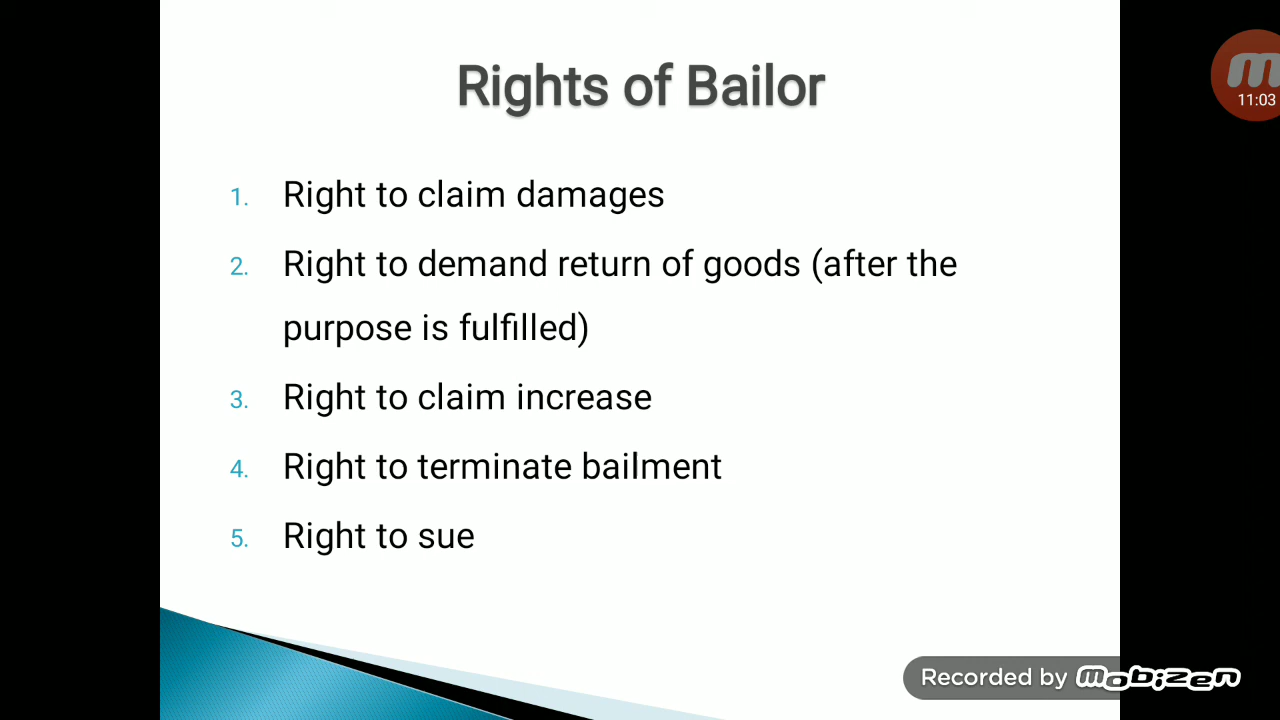 Rights of Bailor
11:03
1. Right to claim damages
2. Right to demand return of goods (after the
purpose is fulfilled)
3. Right to claim increase
4. Right to terminate bailment
5. Right to sue
Recorded by mobizen